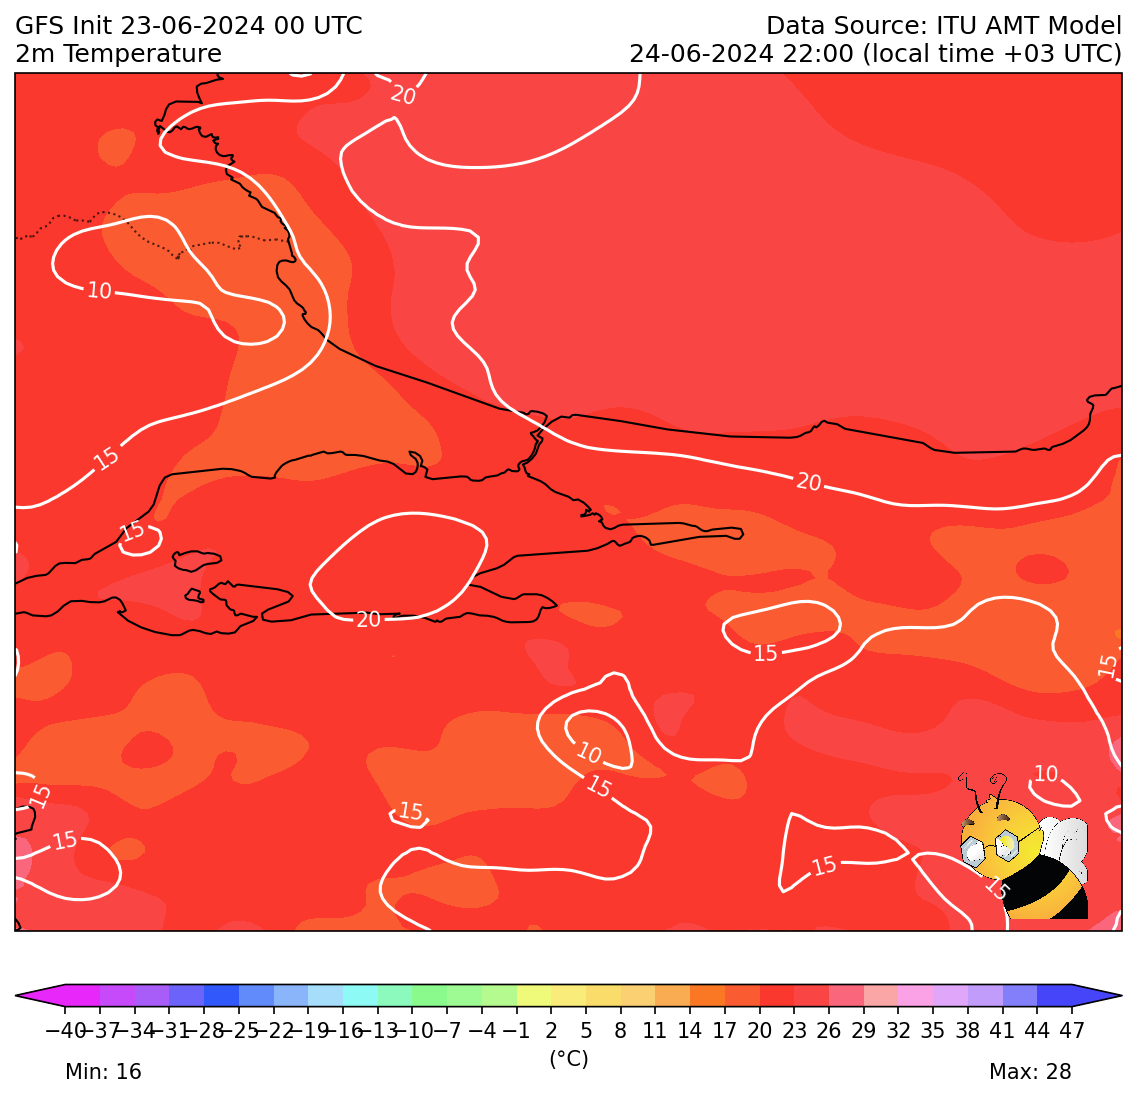 GFS Init 23-06-2024 00 UTC
Data Source: ITU AMT Model
2m Temperature
24-06-2024 22:00 (local time +03 UTC)
20
10
15
15
20
20
15
15
10
15
15
10
15
15
15
15
−40 −37 −34 −31 −28 −25 −22 −19 −16 −13 −10 −7 −4 −1 2 5 8 11 14 17 20 23 26 29 32 35 38 41 44 47
(°C)
Min: 16
Max: 28